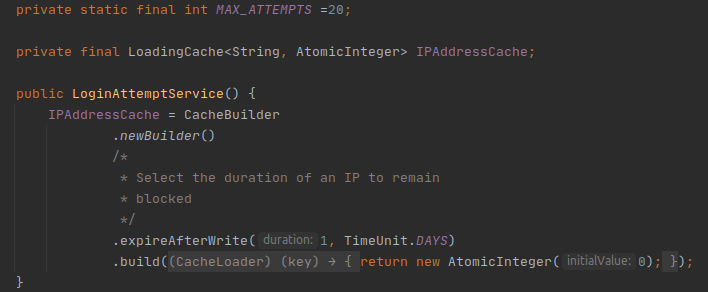 private static final int MAX_ATTEMPTS =20;
private final LoadingCache<String, AtomicInteger> IPAddressCache;
public LoginAttemptService() {
IPAddressCache = CacheBuilder
.newBuilder()
/*
* Select the duration of an IP to remain
* blocked
*/
.expireAfterWrite( duration: 1, TimeUnit.DAYS)
.build((CacheLoader) (key) → { return new AtomicInteger( initialValue: 0); });
}